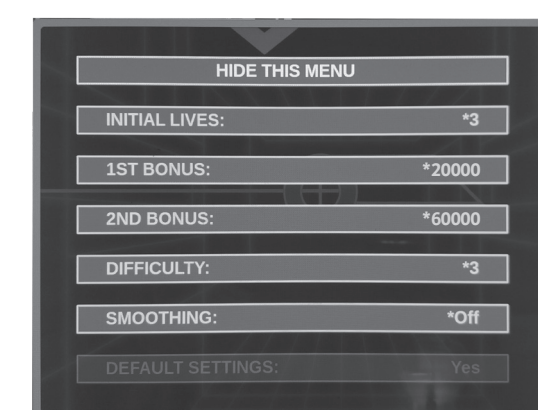 HIDE THIS MENU
INITIAL LIVES: *3
1ST BONUS: *20000
2ND BONUS: *60000
DIFFICULTY: *3
SMOOTHING: *Off
DEFAULT SETTINGS: Yes